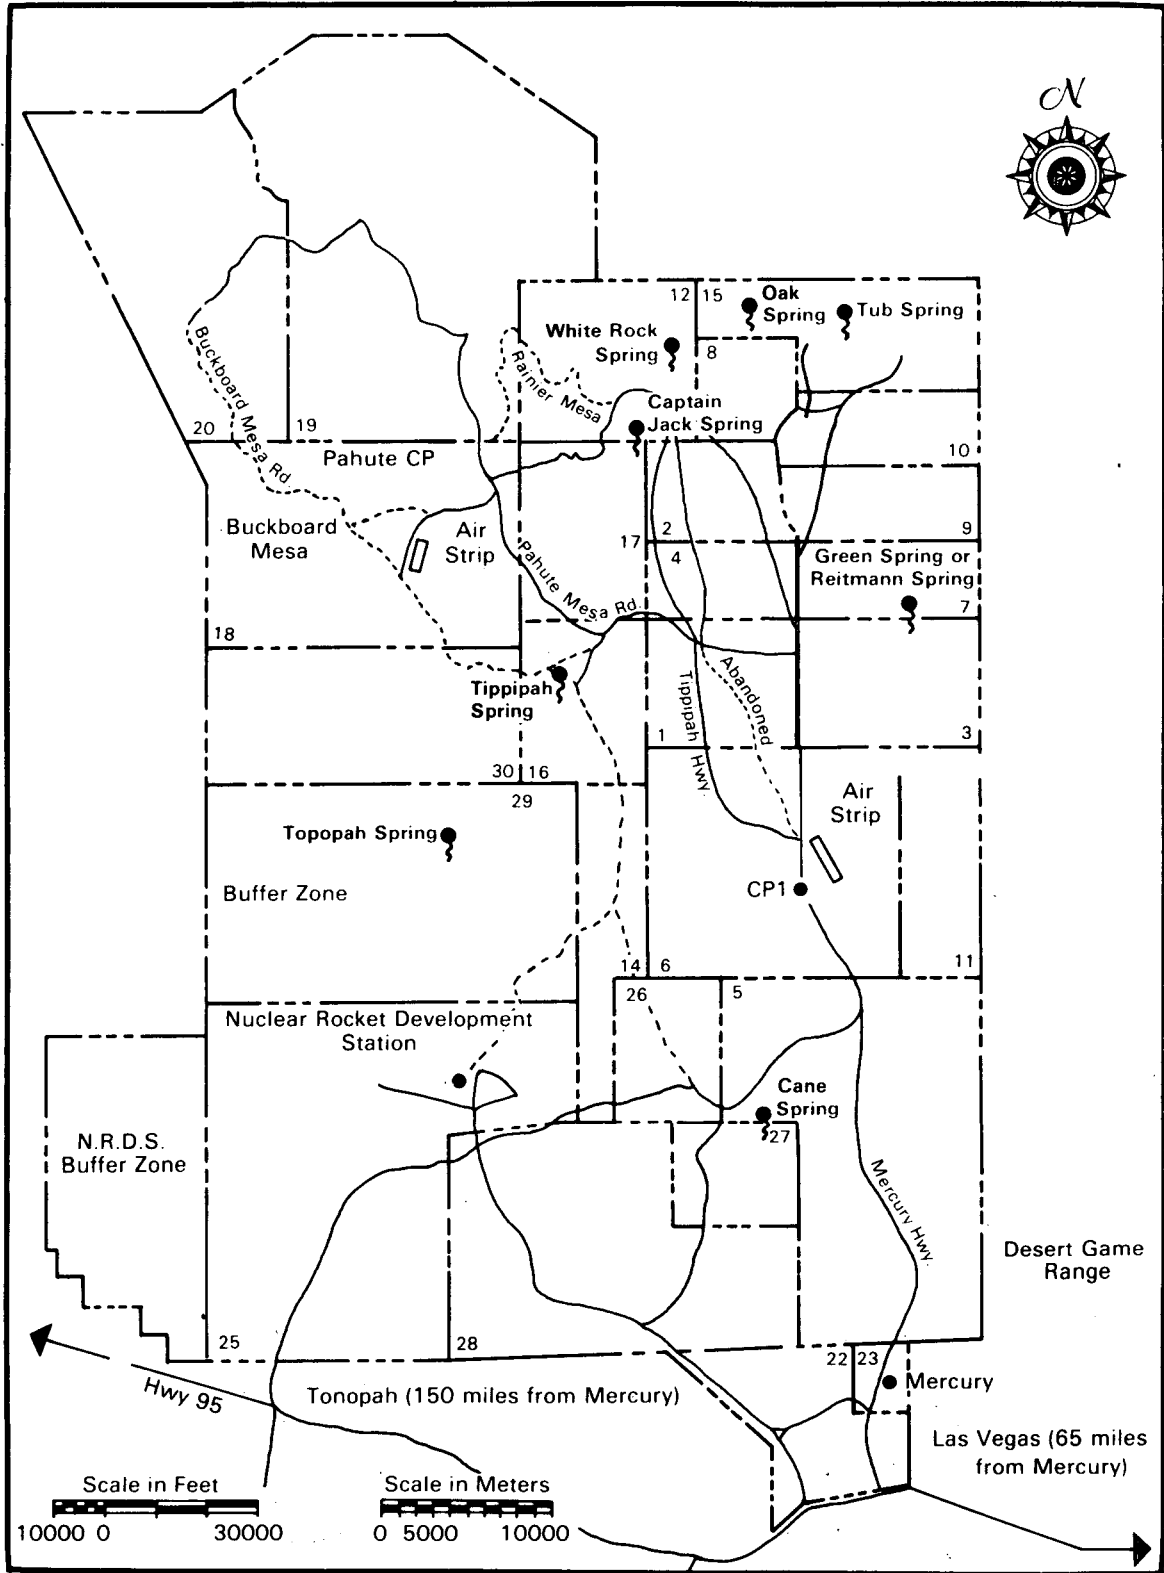 N
12
15
Oak
Spring
Tub Spring
White Rock
Spring
8
Buckboard Mesa Rd.
Rainier Mesa
Captain
Jack Spring
20
19
Pahute CP
10
Buckboard
Mesa
Air
Strip
2
17
4
9
Green Spring or
Reitmann Spring
Pahute Mesa Rd.
7
18
Tippipah
Spring
Tippipah Hwy.
Abandoned
1
3
30
16
29
Air
Strip
Topopah Spring
Buffer Zone
CP1
14
6
11
26
5
Nuclear Rocket Development
Station
Cane
Spring
27
N.R.D.S.
Buffer Zone
Mercury Hwy.
Desert Game
Range
25
28
22
23
Mercury
Hwy 95
Tonopah (150 miles from Mercury)
Las Vegas (65 miles
from Mercury)
Scale in Feet
10000 0 30000
Scale in Meters
0 5000 10000